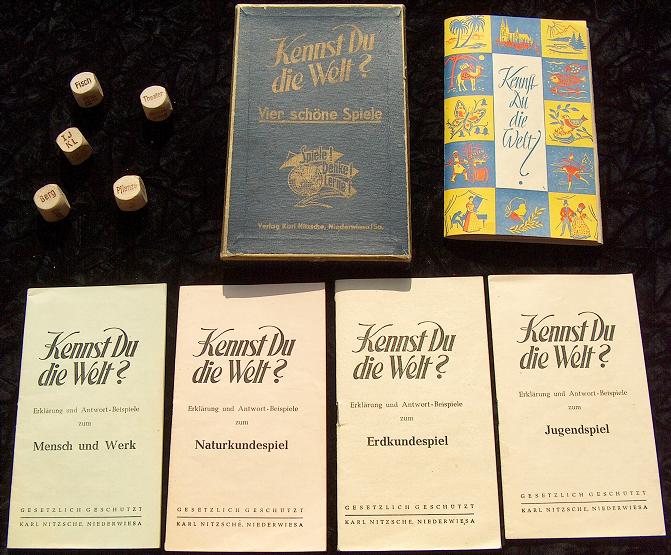 Fisch
Theater
I J
KL
Berg
Pflanze
Kennst Du
die Welt?
Vier schöne Spiele
Spiele!
Denke
Lerne!
Verlag Karl Nitzsche, Niederwiesa/Sa.
Kennst
Du
die
Welt?
Kennst Du
die Welt?
Erklärung und Antwort-Beispiele
zum
Mensch und Werk
GESETZLICH GESCHÜTZT
KARL NITZSCHE, NIEDERWIESA
Kennst Du
die Welt?
Erklärung und Antwort-Beispiele
zum
Naturkundespiel
GESETZLICH GESCHÜTZT
KARL NITZSCHE, NIEDERWIESA
Kennst Du
die Welt?
Erklärung und Antwort-Beispiele
zum
Erdkundespiel
GESETZLICH GESCHÜTZT
KARL NITZSCHE, NIEDERWIESA
Kennst Du
die Welt?
Erklärung und Antwort-Beispiele
zum
Jugendspiel
GESETZLICH GESCHÜTZT
KARL NITZSCHE, NIEDERWIESA